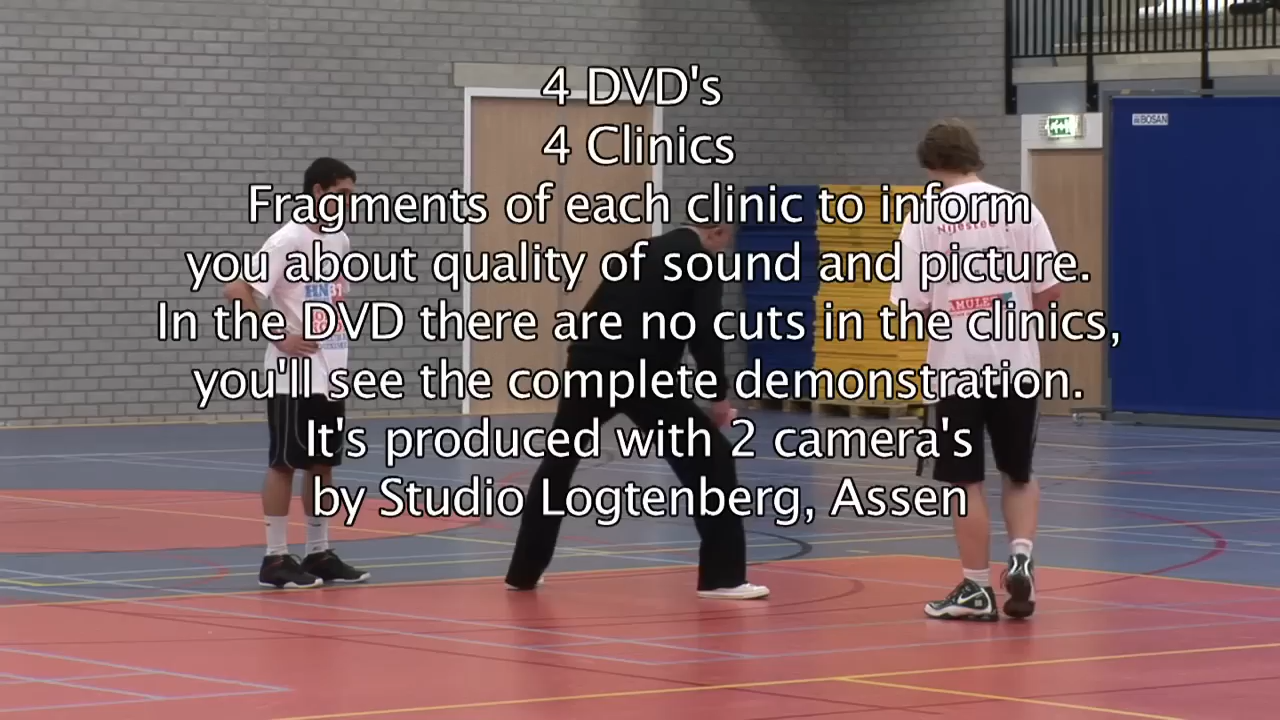 4 DVD's
4 Clinics
Fragments of each clinic to inform
you about quality of sound and picture.
In the DVD there are no cuts in the clinics,
you'll see the complete demonstration.
It's produced with 2 camera's
by Studio Logtenberg, Assen
BOSAN